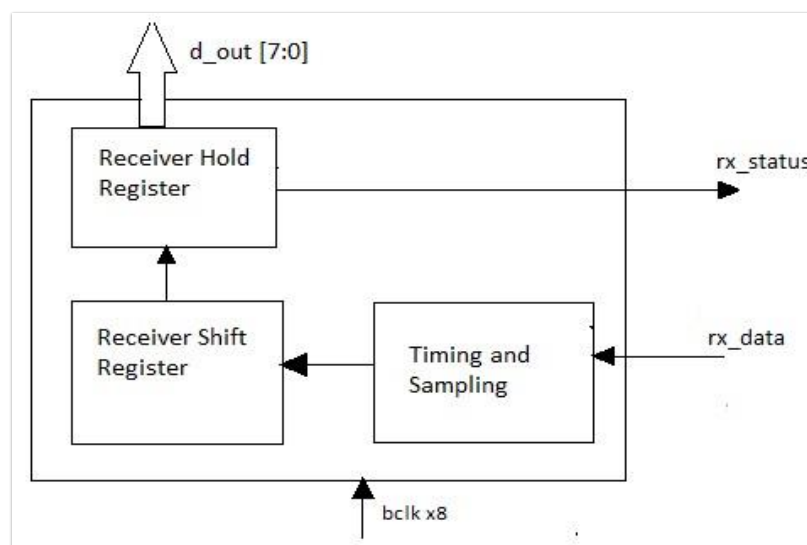 d_out [7:0]
Receiver Hold
Register
rx_status
Receiver Shift
Register
Timing and
Sampling
rx_data
bclk x8